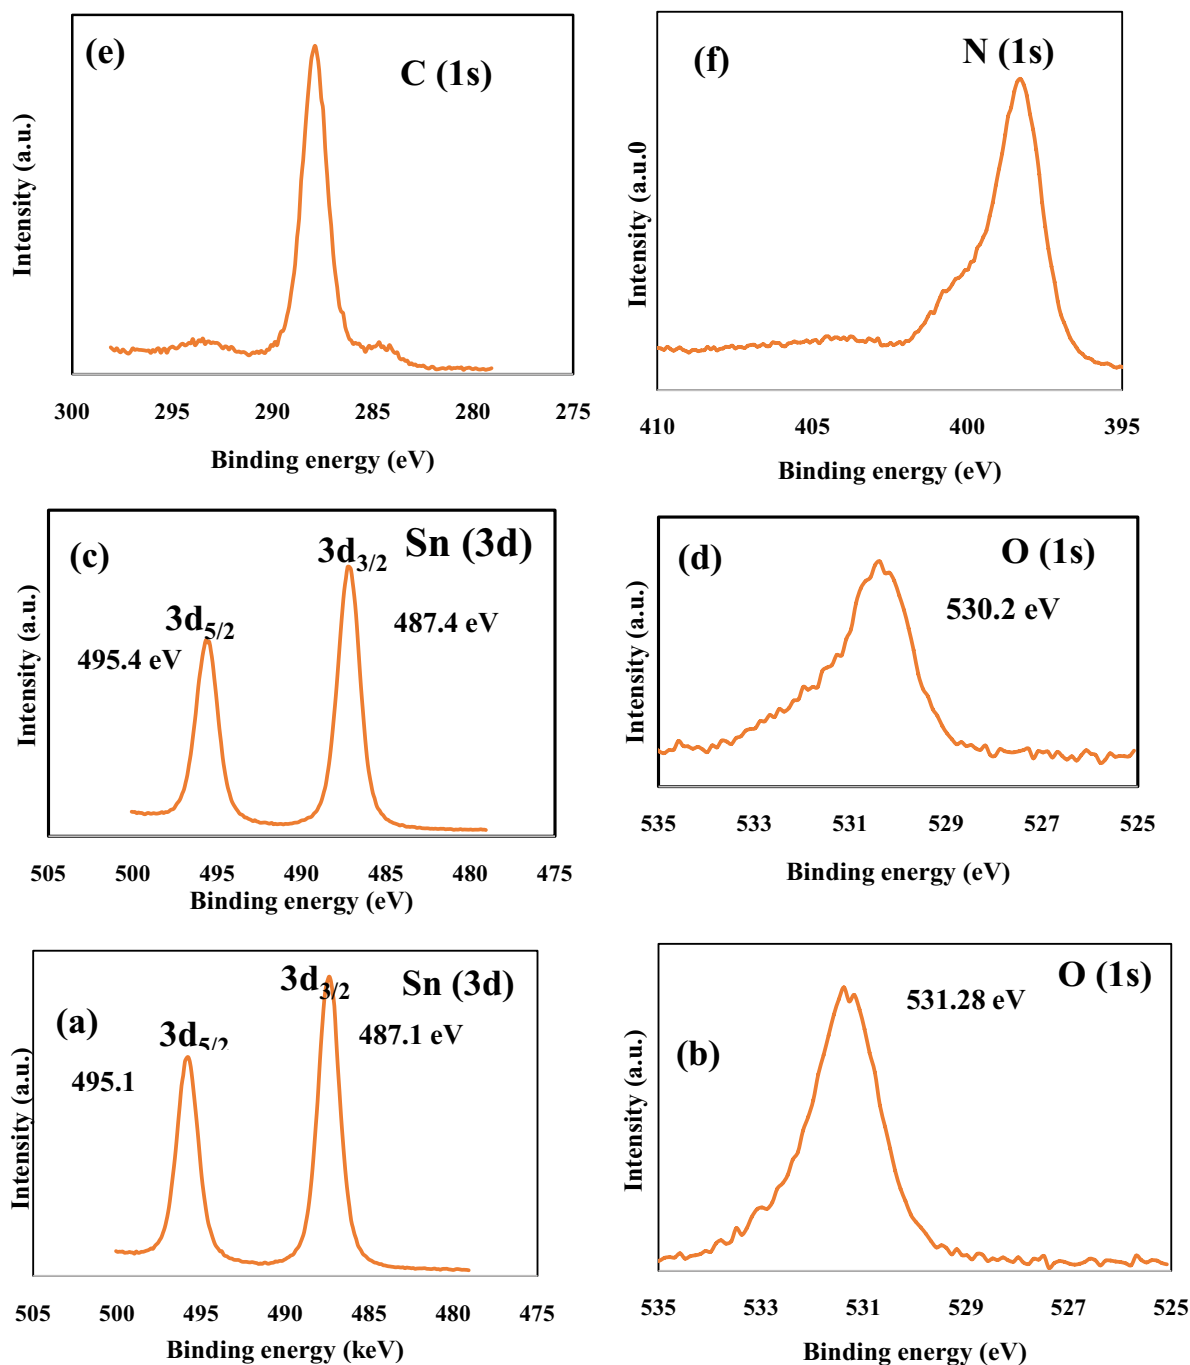 (e)
C (1s)
Intensity (a.u.)
300 295 290 285 280 275
Binding energy (eV)
(f)
N (1s)
Intensity (a.u.0
410 405 400 395
Binding energy (eV)
(c)
3d3/2 Sn (3d)
3d5/2
487.4 eV
495.4 eV
Intensity (a.u.)
505 500 495 490 485 480 475
Binding energy (eV)
(d)
O (1s)
530.2 eV
Intensity (a.u.)
535 533 531 529 527 525
Binding energy (eV)
3d3/2 Sn (3d)
(a)
3d5/2
487.1 eV
495.1
Intensity (a.u.)
505 500 495 490 485 480 475
Binding energy (keV)
O (1s)
531.28 eV
(b)
Intensity (a.u.)
535 533 531 529 527 525
Binding energy (eV)